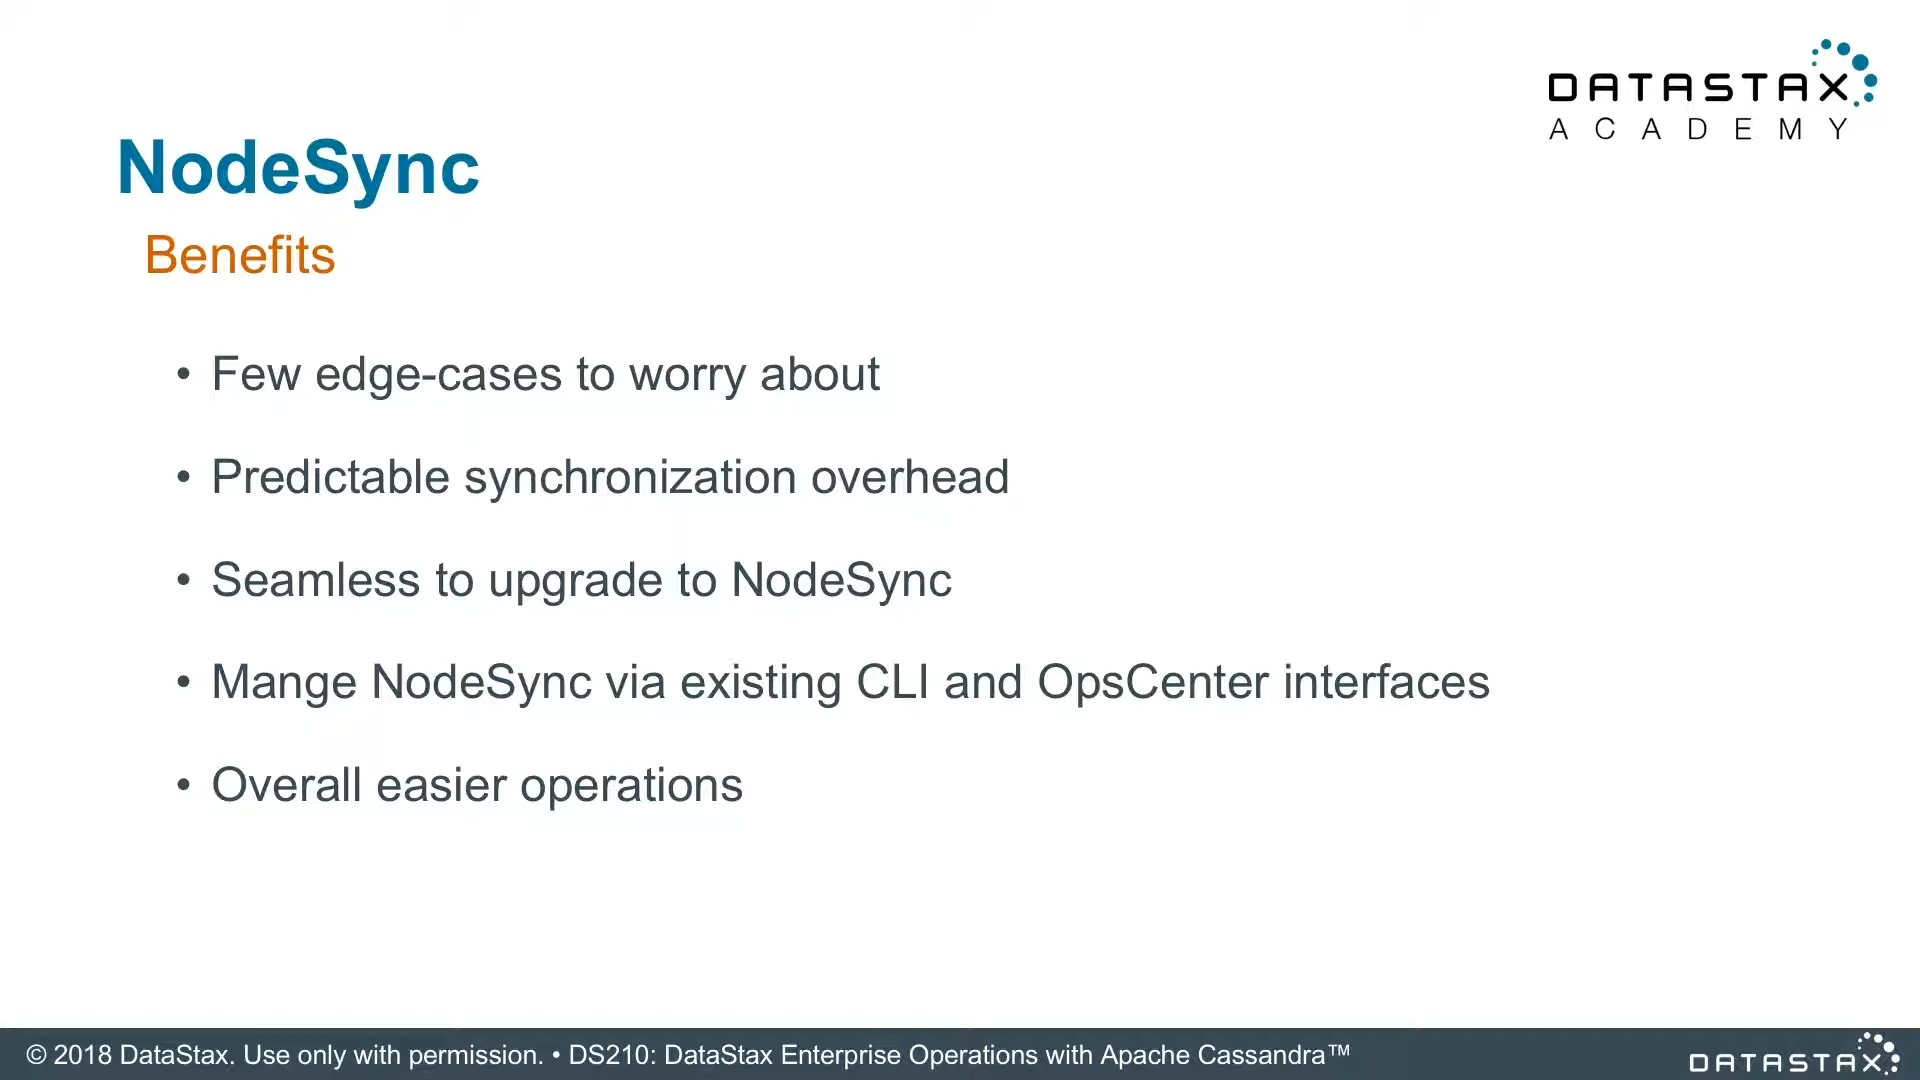 DATASTAX
ACADEMY
NodeSync
Benefits
• Few edge-cases to worry about
• Predictable synchronization overhead
• Seamless to upgrade to NodeSync
• Mange NodeSync via existing CLI and OpsCenter interfaces
• Overall easier operations
© 2018 DataStax. Use only with permission. • DS210: DataStax Enterprise Operations with Apache Cassandra™
DATASTAX